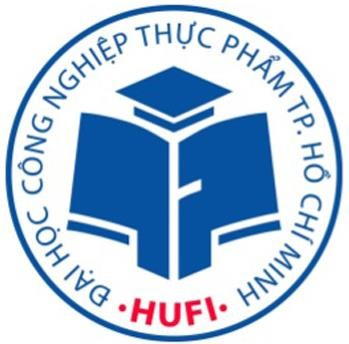 ĐẠI HỌC CÔNG NGHIỆP THỰC PHẨM TP. HỒ CHÍ MINH
·HUFI·